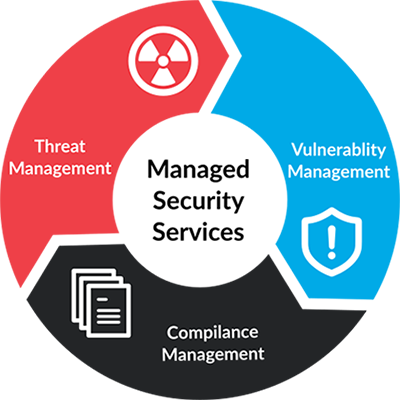 Managed
Security
Services
Threat
Management
Vulnerablity
Management
Compilance
Management